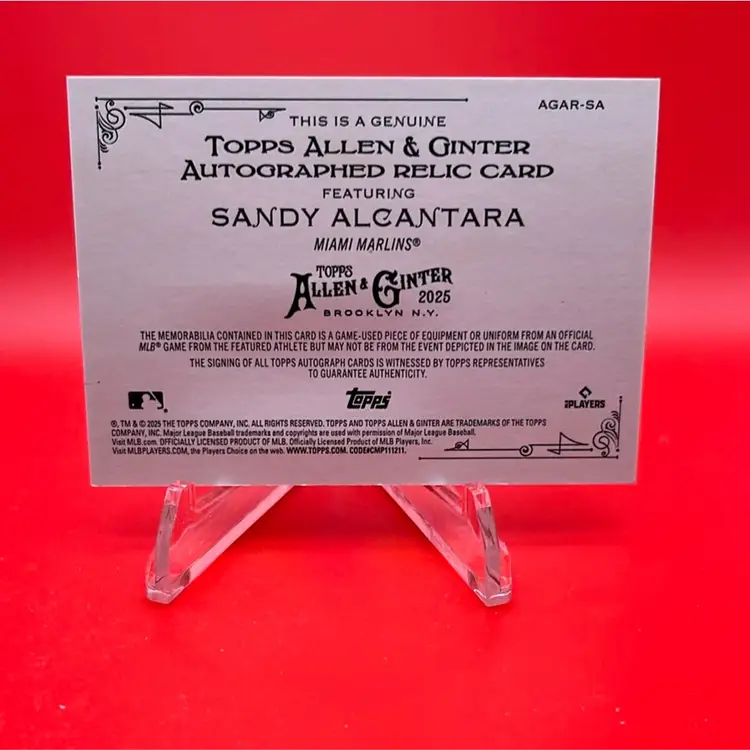 AGAR-SA
THIS IS A GENUINE
TOPPS ALLEN & GINTER
AUTOGRAPHED RELIC CARD
FEATURING
SANDY ALCANTARA
MIAMI MARLINS®
TOPPS
ALLEN & GINTER
2025
BROOKLYN N.Y.
THE MEMORABILIA CONTAINED IN THIS CARD IS A GAME-USED PIECE OF EQUIPMENT OR UNIFORM FROM AN OFFICIAL
MLB® GAME FROM THE FEATURED ATHLETE BUT MAY NOT BE FROM THE EVENT DEPICTED IN THE IMAGE ON THE CARD.
THE SIGNING OF ALL TOPPS AUTOGRAPH CARDS IS WITNESSED BY TOPPS REPRESENTATIVES
TO GUARANTEE AUTHENTICITY.
Topps
PLAYERS
®, TM & © 2025 THE TOPPS COMPANY, INC. ALL RIGHTS RESERVED. TOPPS AND TOPPS ALLEN & GINTER ARE TRADEMARKS OF THE TOPPS
COMPANY, INC. Major League Baseball trademarks and copyrights are used with permission of Major League Baseball.
Visit MLB.com. OFFICIALLY LICENSED PRODUCT OF MLB. Officially Licensed Product of MLB Players, Inc.
Visit MLBPLAYERS.COM, the Players Choice on the web. WWW.TOPPS.COM. CODE#CMP111211.